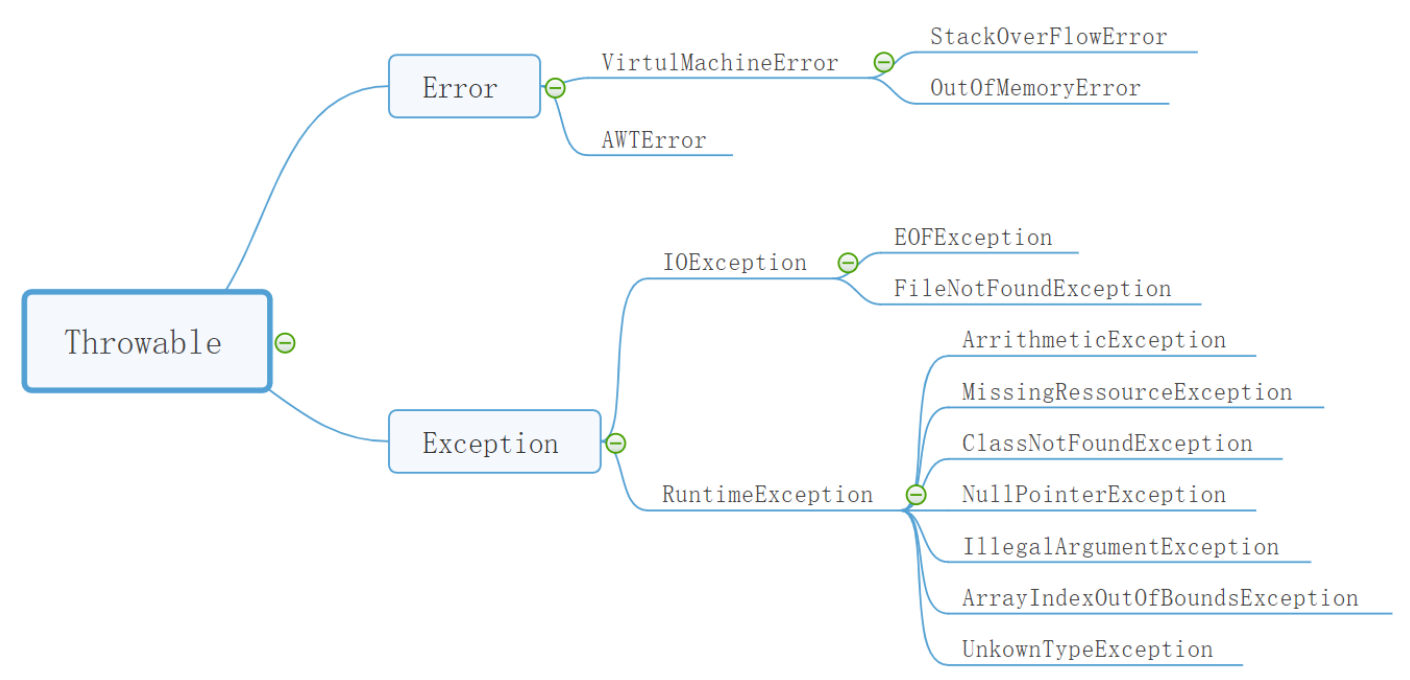 Throwable
Error
VirtulMachineError
StackOverFlowError
OutOfMemoryError
AWTError
Exception
IOException
EOFException
FileNotFoundException
RuntimeException
ArrithmeticException
MissingRessourceException
ClassNotFoundException
NullPointerException
IllegalArgumentException
ArrayIndexOutOfBoundsException
UnkownTypeException